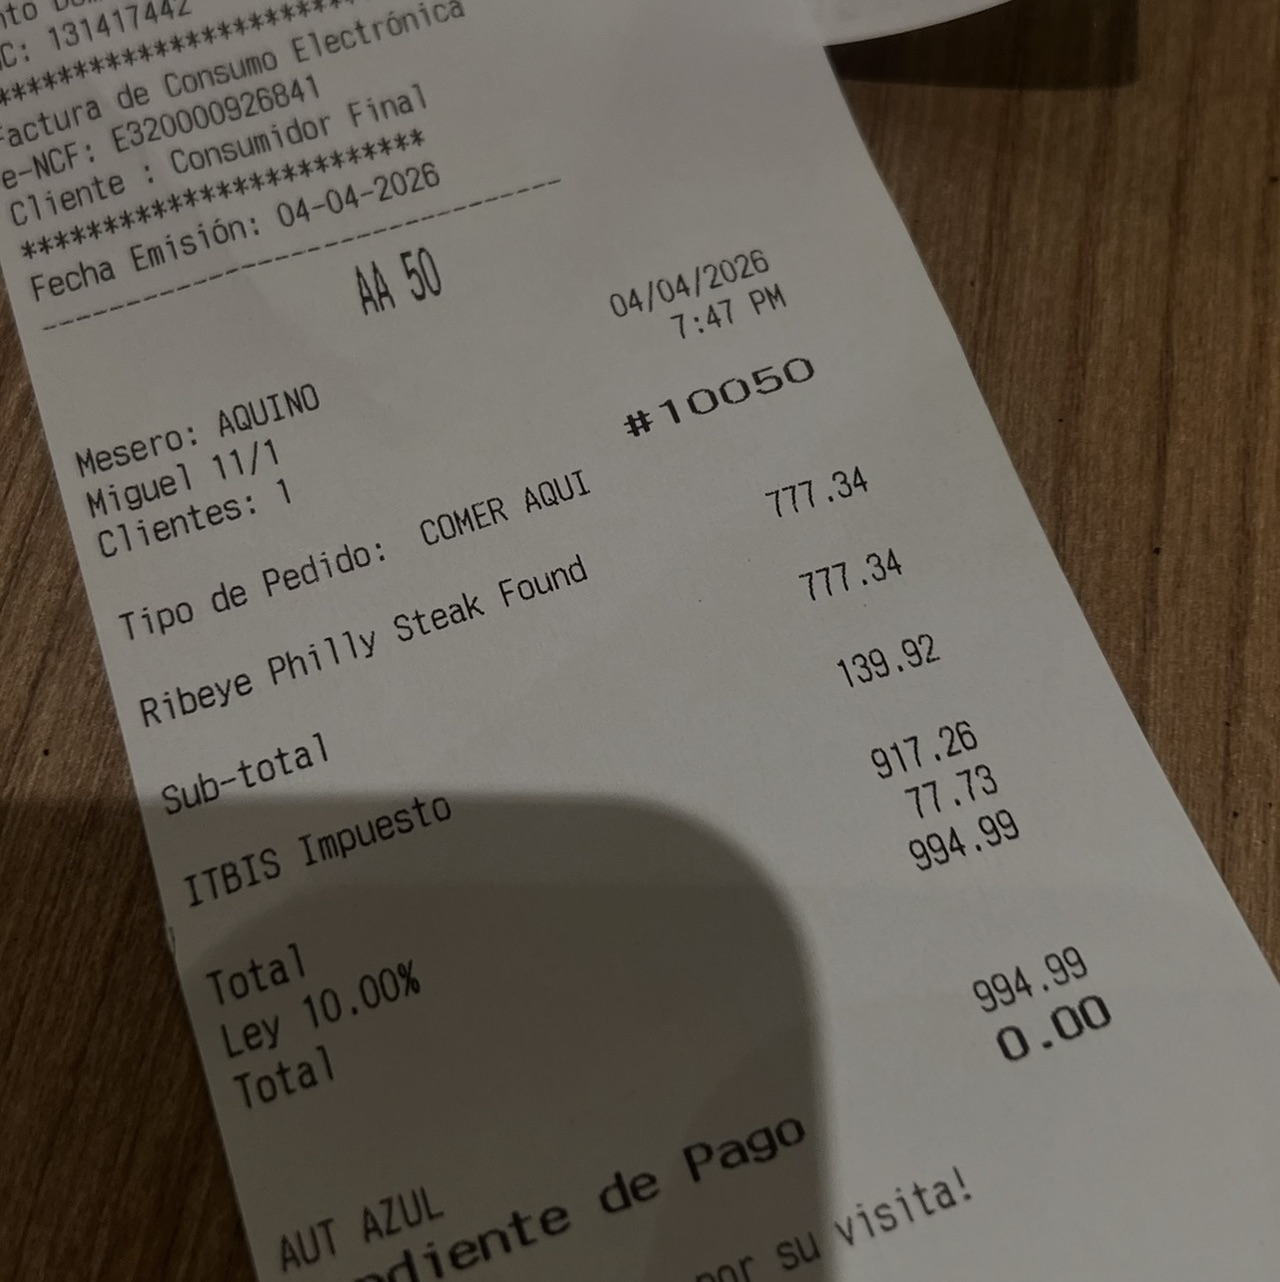 C: 131417442
************************
Factura de Consumo Electrónica
e-NCF: E320000926841
Cliente : Consumidor Final
************************
Fecha Emisión: 04-04-2026
----------------------------------------
AA 50
04/04/2026
7:47 PM
Mesero: AQUINO
Miguel 11/1
Clientes: 1
#10050
Tipo de Pedido: COMER AQUI
Ribeye Philly Steak Found 777.34
Sub-total 777.34
ITBIS Impuesto 139.92
Total 917.26
Ley 10.00% 77.73
Total 994.99
AUT AZUL 994.99
ndiente de Pago 0.00
por su visita!